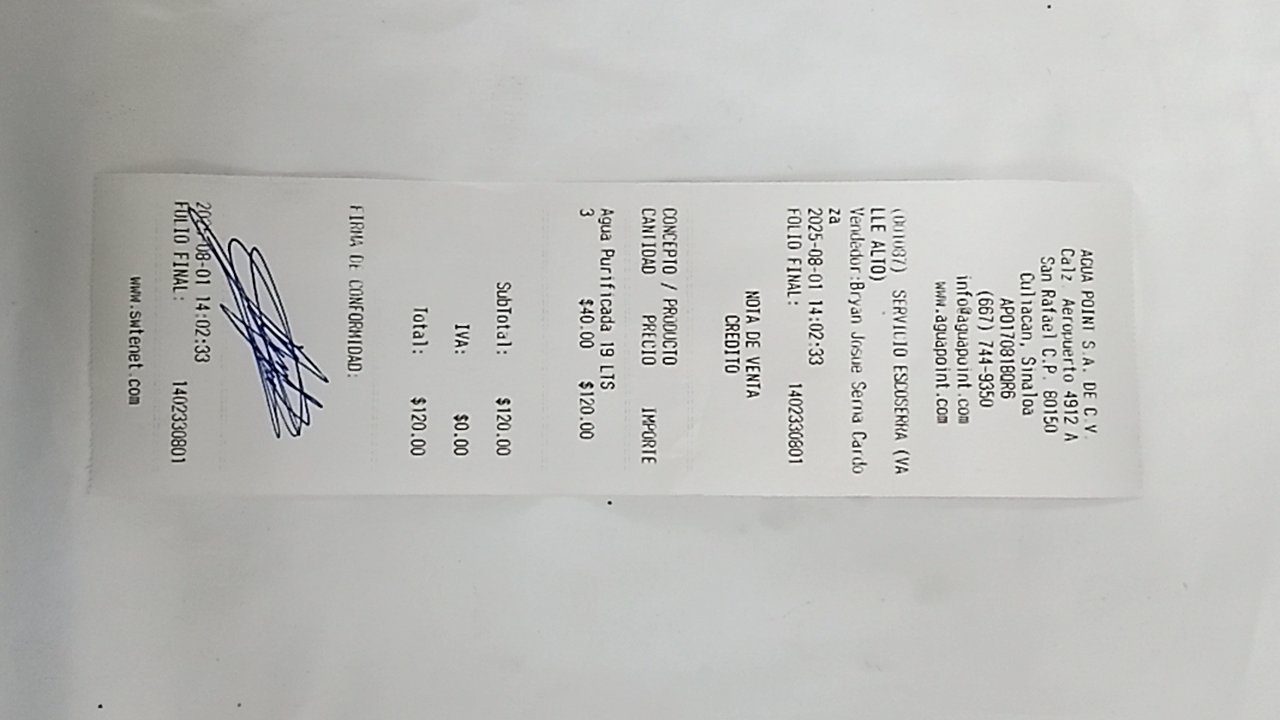 AGUA POINT S.A. DE C.V.
Calz. Aeropuerto 4912 A
San Rafael C.P. 80150
Culiacan, Sinaloa
APO170818QR6
(667) 744-9350
info@aguapoint.com
www.aguapoint.com
(001087) SERVICIO ESCOSERRA (VA
LLE ALTO)
Vendedor:Bryan Josue Serna Cardo
za
2025-08-01 14:02:33
FOLIO FINAL: 1402330801
NOTA DE VENTA
CREDITO
CONCEPTO / PRODUCTO
CANTIDAD PRECIO IMPORTE
Agua Purificada 19 LTS
3 $40.00 $120.00
SubTotal: $120.00
IVA: $0.00
Total: $120.00
FIRMA DE CONFORMIDAD:
2025-08-01 14:02:33
FOLIO FINAL: 1402330801
www.swtenet.com